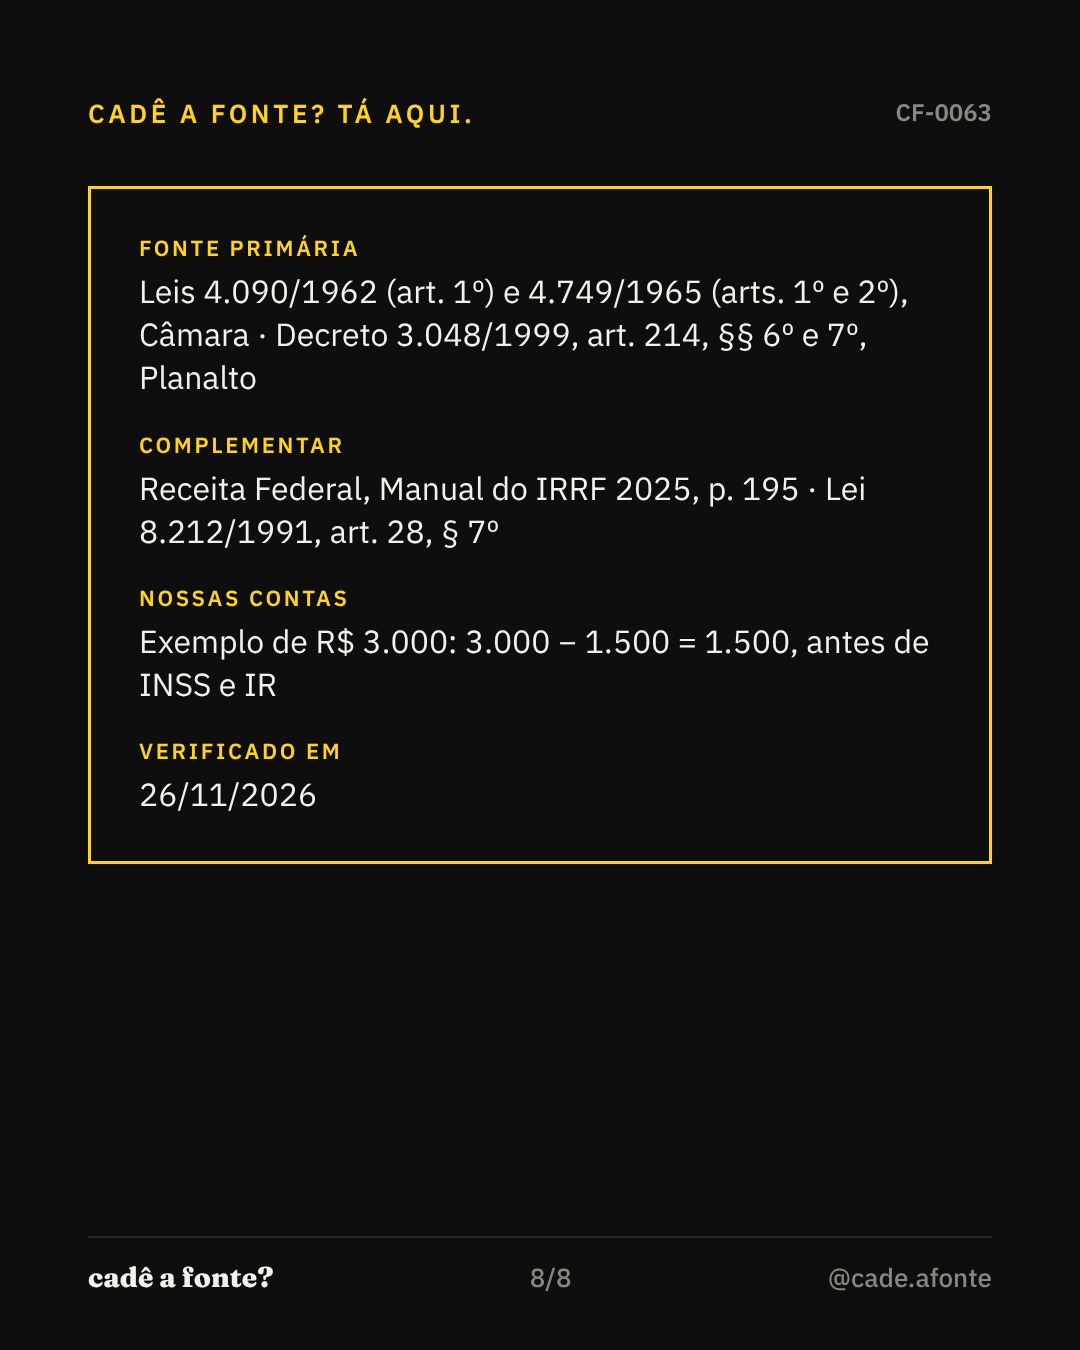 CADÊ A FONTE? TÁ AQUI.
CF-0063
FONTE PRIMÁRIA
Leis 4.090/1962 (art. 1º) e 4.749/1965 (arts. 1º e 2º),
Câmara · Decreto 3.048/1999, art. 214, §§ 6º e 7º,
Planalto
COMPLEMENTAR
Receita Federal, Manual do IRRF 2025, p. 195 · Lei
8.212/1991, art. 28, § 7º
NOSSAS CONTAS
Exemplo de R$ 3.000: 3.000 – 1.500 = 1.500, antes de
INSS e IR
VERIFICADO EM
26/11/2026
cadê a fonte?
8/8
@cade.afonte